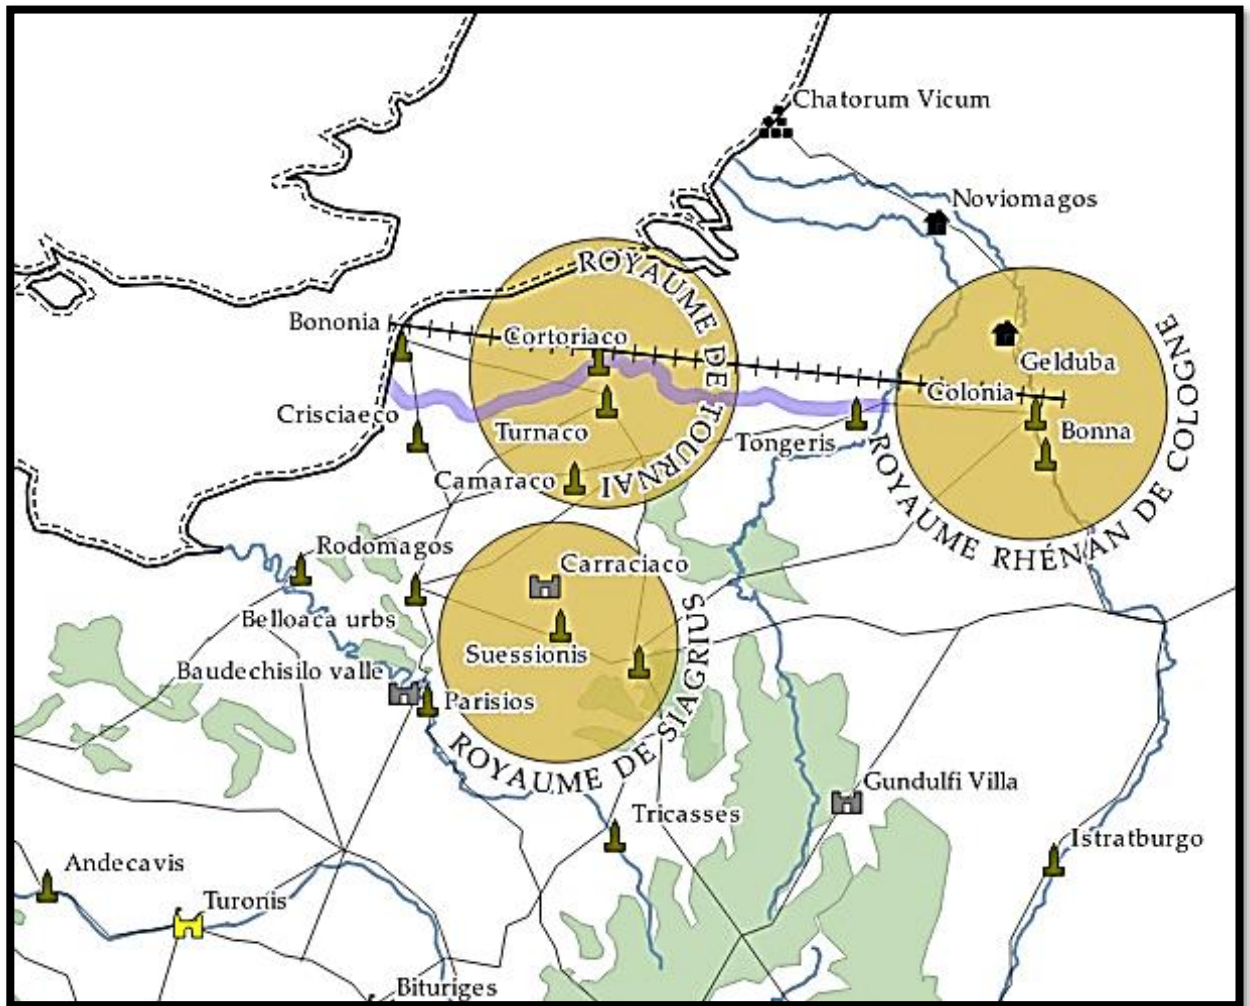 Chatorum Vicum
Noviomagos
ROYAUME DE TOURNAI
Bononia
Cortoriaco
Gelduba
Colonia
Crisciaeco
Turnaco
Tongeris
Bonna
ROYAUME RHÉNAN DE COLOGNE
Camaraco
Rodomagos
Carraciaco
Belloaca urbs
Suessionis
Baudechisilo valle
Parisios
ROYAUME DE SIAGRIUS
Gundulfi Villa
Tricasses
Istratburgo
Andecavis
Turonis
Bituriges